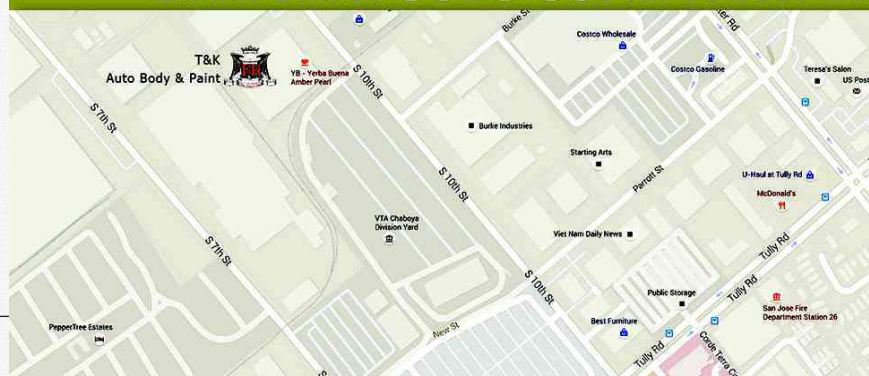 Burke St
Costco Wholesale
T&K
Auto Body & Paint
YB - Yerba Buena
Amber Pearl
S 10th St
Costco Gasoline
Teresa's Salon
US Post
S 7th St
Burke Industries
Starting Arts
S 10th St
Parrott St
U-Haul at Tully Rd
McDonald's
VTA Chaboya
Division Yard
Viet Nam Daily News
S 7th St
Tully Rd
S 10th St
Public Storage
Tully Rd
San Jose Fire
Department Station 26
PepperTree Estates
New St
Best Furniture
Tully Rd
Corde Terra